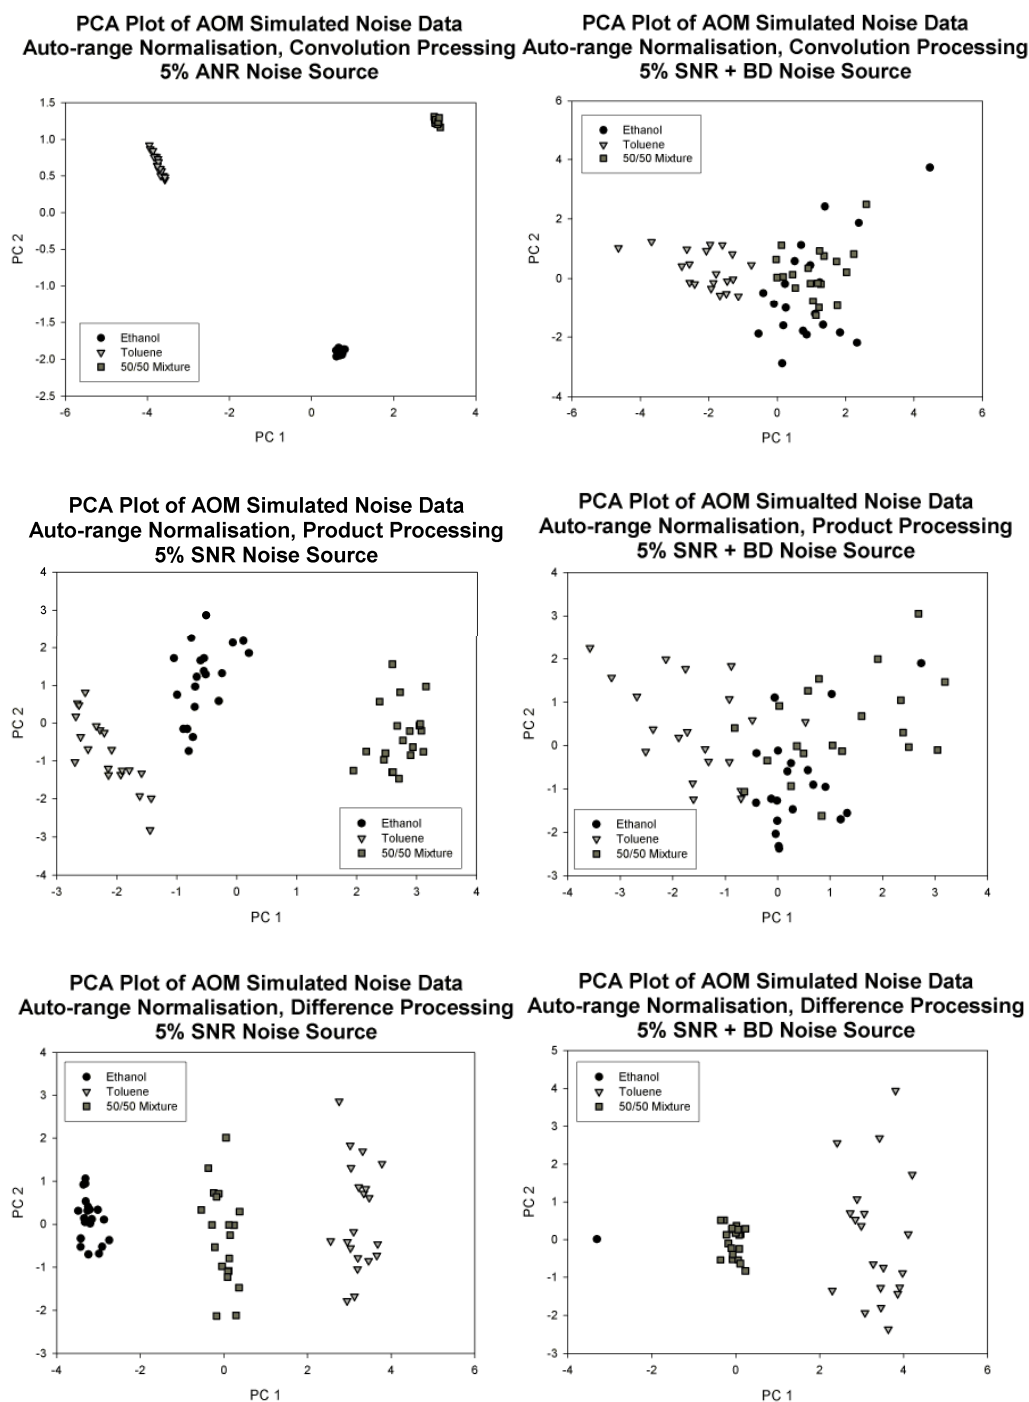 PCA Plot of AOM Simulated Noise Data
Auto-range Normalisation, Convolution Prcessing
5% ANR Noise Source
1.5
1.0
0.5
0.0
-0.5
-1.0
-1.5
-2.0
-2.5
PC 2
Ethanol
Toluene
50/50 Mixture
-6 -4 -2 0 2 4
PC 1
PCA Plot of AOM Simulated Noise Data
Auto-range Normalisation, Convolution Processing
5% SNR + BD Noise Source
6
4
2
0
-2
-4
PC 2
Ethanol
Toluene
50/50 Mixture
-6 -4 -2 0 2 4 6
PC 1
PCA Plot of AOM Simulated Noise Data
Auto-range Normalisation, Product Processing
5% SNR Noise Source
4
3
2
1
0
-1
-2
-3
-4
PC 2
Ethanol
Toluene
50/50 Mixture
-3 -2 -1 0 1 2 3 4
PC 1
PCA Plot of AOM Simualted Noise Data
Auto-range Normalisation, Product Processing
5% SNR + BD Noise Source
4
3
2
1
0
-1
-2
-3
PC 2
Ethanol
Toluene
50/50 Mixture
-4 -3 -2 -1 0 1 2 3 4
PC 1
PCA Plot of AOM Simulated Noise Data
Auto-range Normalisation, Difference Processing
5% SNR Noise Source
4
3
2
1
0
-1
-2
-3
PC 2
Ethanol
Toluene
50/50 Mixture
-4 -2 0 2 4 6
PC 1
PCA Plot of AOM Simulated Noise Data
Auto-range Normalisation, Difference Processing
5% SNR + BD Noise Source
5
4
3
2
1
0
-1
-2
-3
PC 2
Ethanol
Toluene
50/50 Mixture
-4 -2 0 2 4 6
PC 1